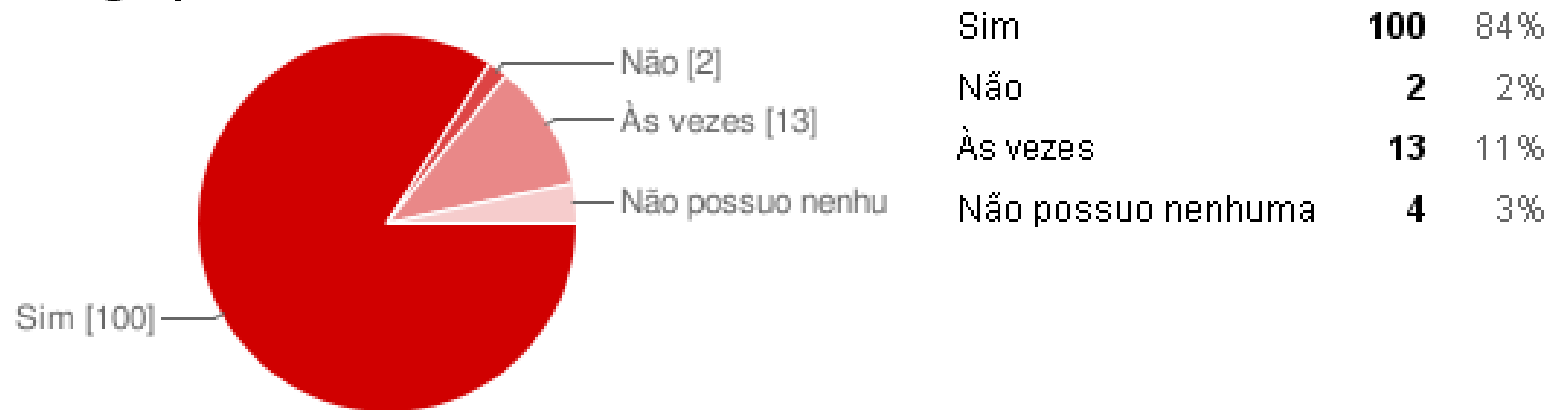 Não [2]
Às vezes [13]
Não possuo nenhu
Sim [100]
Sim 100 84%
Não 2 2%
Às vezes 13 11%
Não possuo nenhuma 4 3%